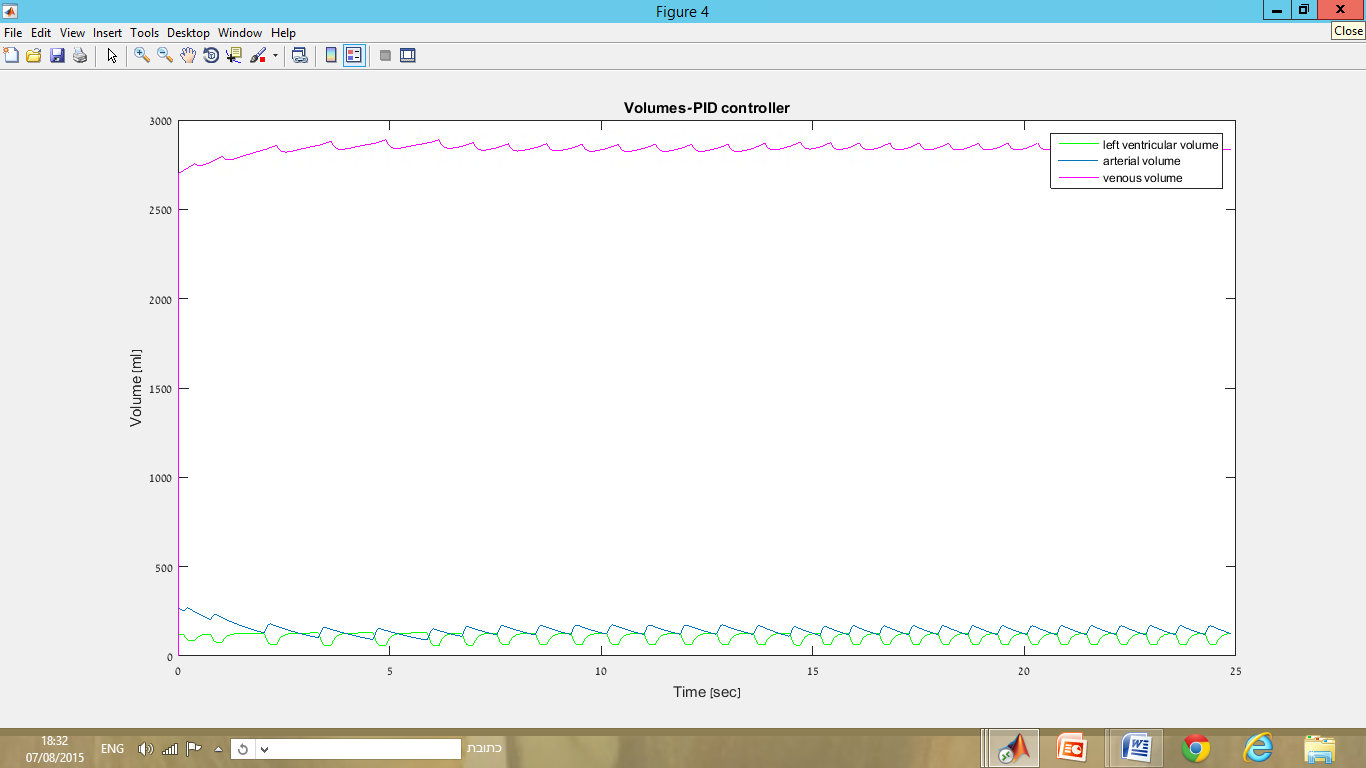 Figure 4
File Edit View Insert Tools Desktop Window Help
Close
Volumes-PID controller
3000
2500
2000
1500
1000
500
0
Volume [ml]
left ventricular volume
arterial volume
venous volume
0 5 10 15 20 25
Time [sec]
18:32
07/08/2015
ENG
כתובת